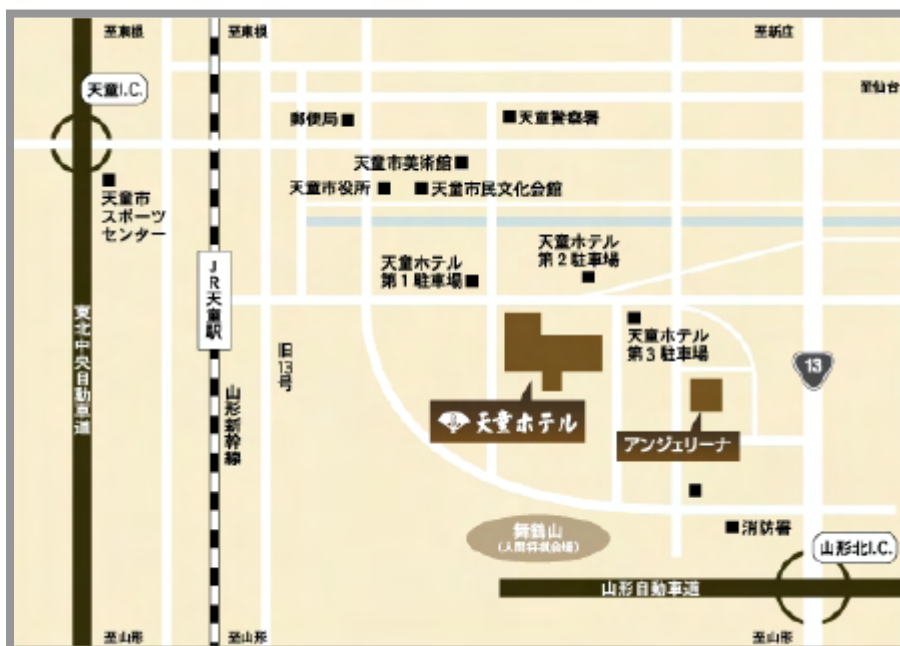 至東根
至東根
至新庄
天童I.C.
至仙台
郵便局
天童警察署
天童市美術館
天童市役所
天童市民文化会館
天童市
スポーツ
センター
天童ホテル
第2駐車場
天童ホテル
第1駐車場
JR天童駅
東北中央自動車道
天童ホテル
第3駐車場
旧13号
13
山形新幹線
天童ホテル
アンジェリーナ
舞鶴山
(人間将棋会場)
消防署
山形北I.C.
山形自動車道
至山形
至山形
至山形